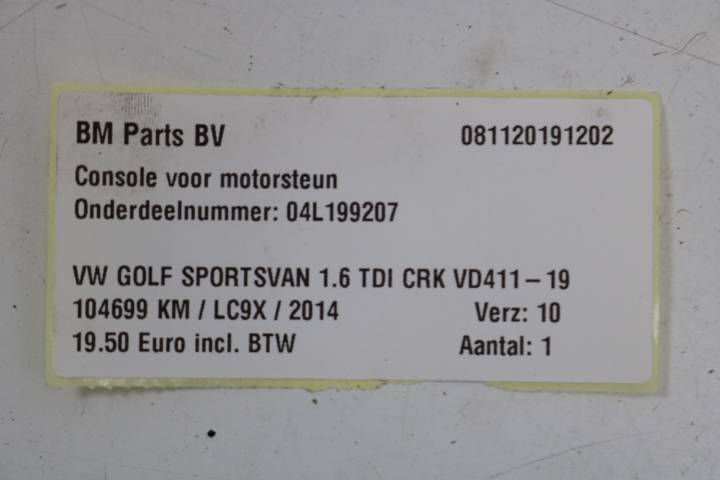 BM Parts BV 081120191202
Console voor motorsteun
Onderdeelnummer: 04L199207
VW GOLF SPORTSVAN 1.6 TDI CRK VD411-19
104699 KM / LC9X / 2014 Verz: 10
19.50 Euro incl. BTW Aantal: 1